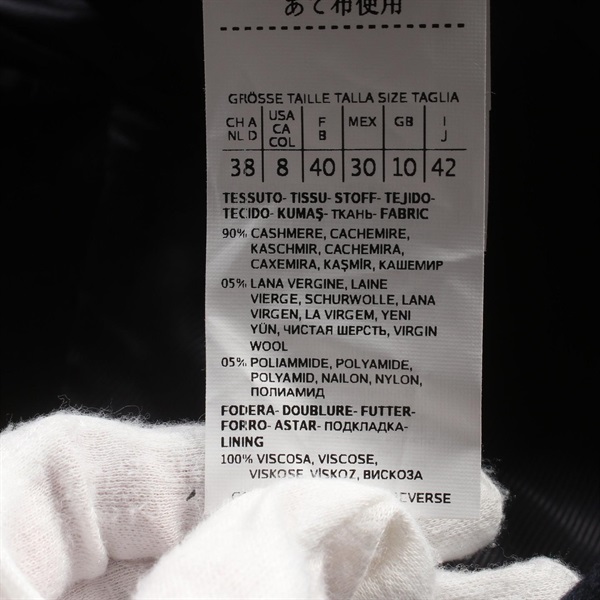 あて布使用
GRÖSSE TAILLE TALLA SIZE TAGLIA
CH A NL D USA CA COL F B MEX GB I J
38 8 40 30 10 42
TESSUTO- TISSU- STOFF- TEJIDO-
TECIDO- KUMAŞ- ТКАНЬ- FABRIC
90% CASHMERE, CACHEMIRE,
KASCHMIR, CACHEMIRA,
CAXEMIRA, KAŞMİR, КАШЕМИР
05% LANA VERGINE, LAINE
VIERGE, SCHURWOLLE, LANA
VIRGEN, LA VIRGEM, YENI
YÜN, ЧИСТАЯ ШЕРСТЬ, VIRGIN
WOOL
05% POLIAMMIDE, POLYAMIDE,
POLYAMID, NAILON, NYLON,
ПОЛИАМИД
FODERA- DOUBLURE- FUTTER-
FORRO- ASTAR- ПОДКЛАДКА-
LINING
100% VISCOSA, VISCOSE,
VISKOSE, VİSKOZ, ВИСКОЗА